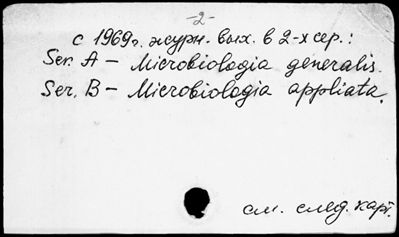 -2-
с 1969г. журн. вых. в 2-х сер.:
Ser. A - Microbiologia generalis.
Ser. B - Microbiologia appliata.
см. след. карт.